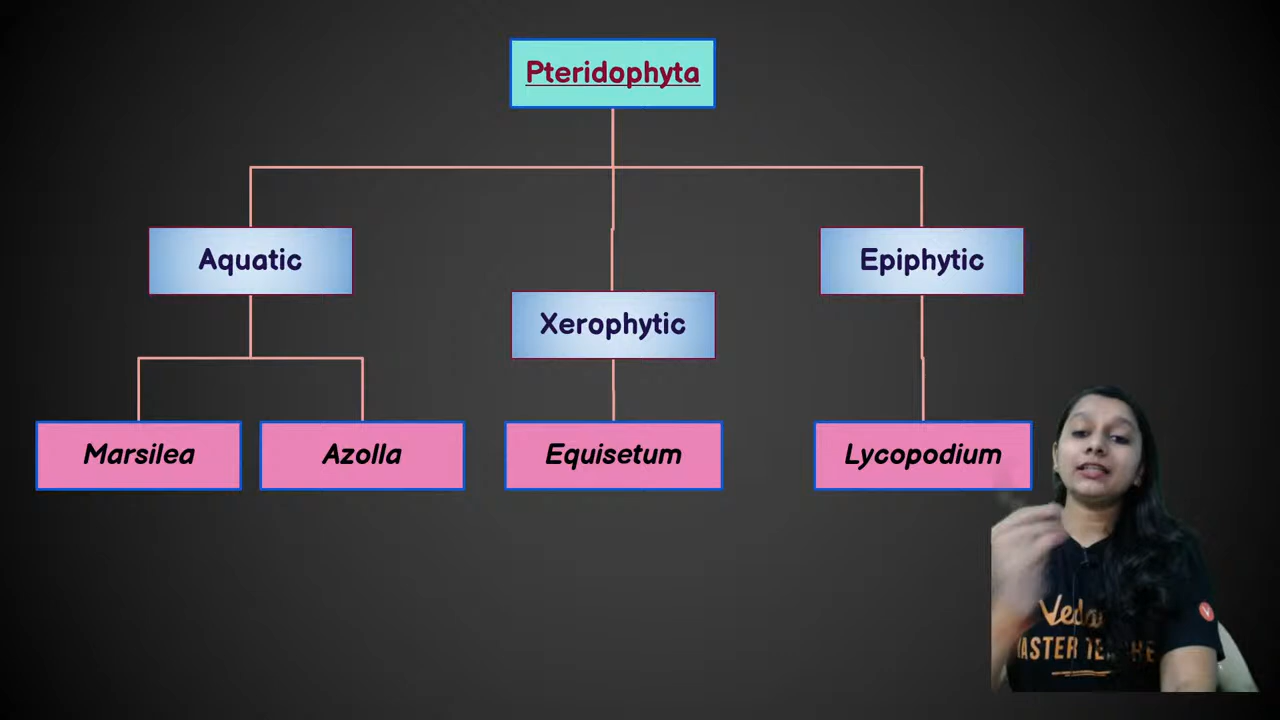 Pteridophyta
Aquatic
Epiphytic
Xerophytic
Marsilea
Azolla
Equisetum
Lycopodium